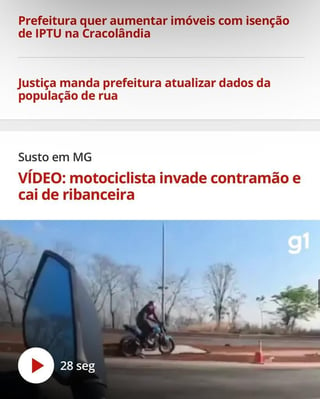 Prefeitura quer aumentar imóveis com isenção
de IPTU na Cracolândia
Justiça manda prefeitura atualizar dados da
população de rua
Susto em MG
VÍDEO: motociclista invade contramão e
cai de ribanceira
g1
28 seg